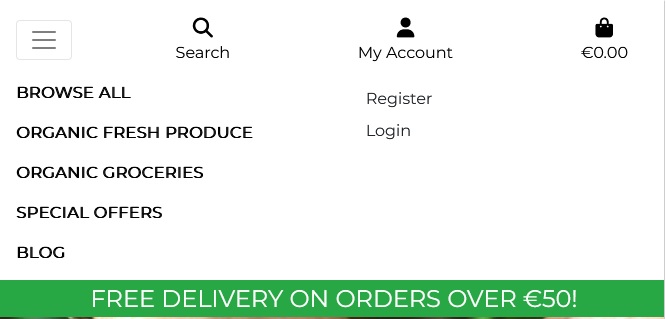 Search
My Account
€0.00
BROWSE ALL
ORGANIC FRESH PRODUCE
ORGANIC GROCERIES
SPECIAL OFFERS
BLOG
Register
Login
FREE DELIVERY ON ORDERS OVER €50!